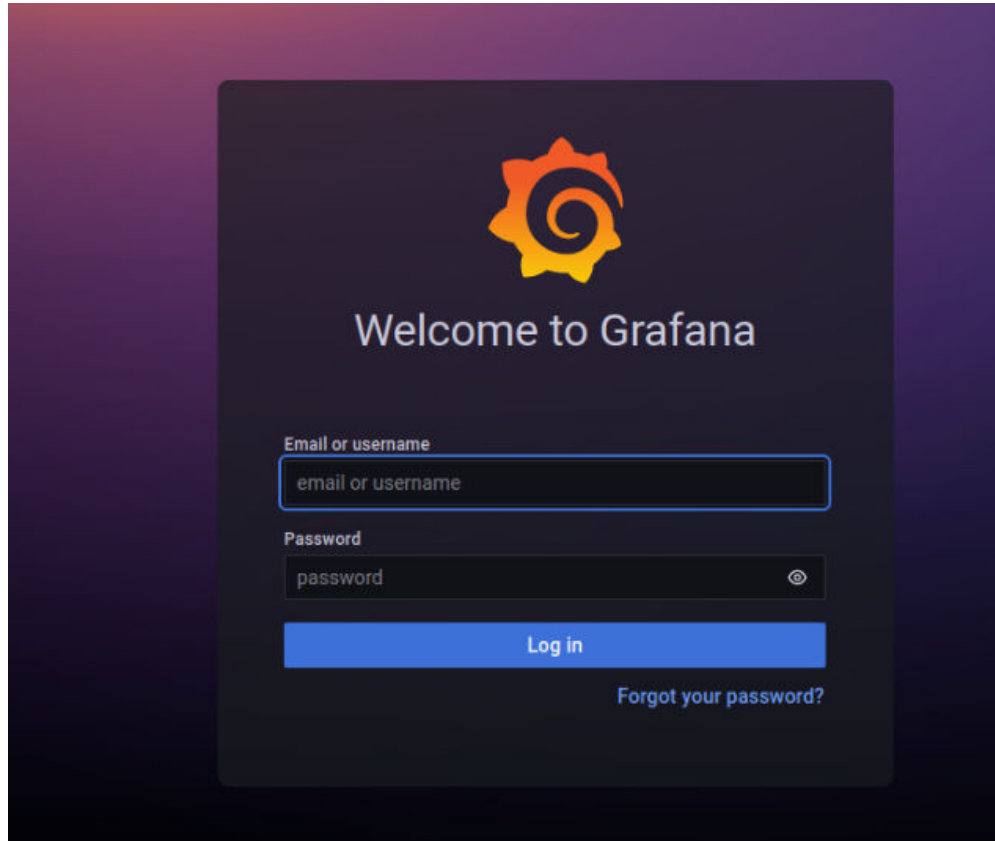 Welcome to Grafana
Email or username
email or username
Password
password
Log in
Forgot your password?